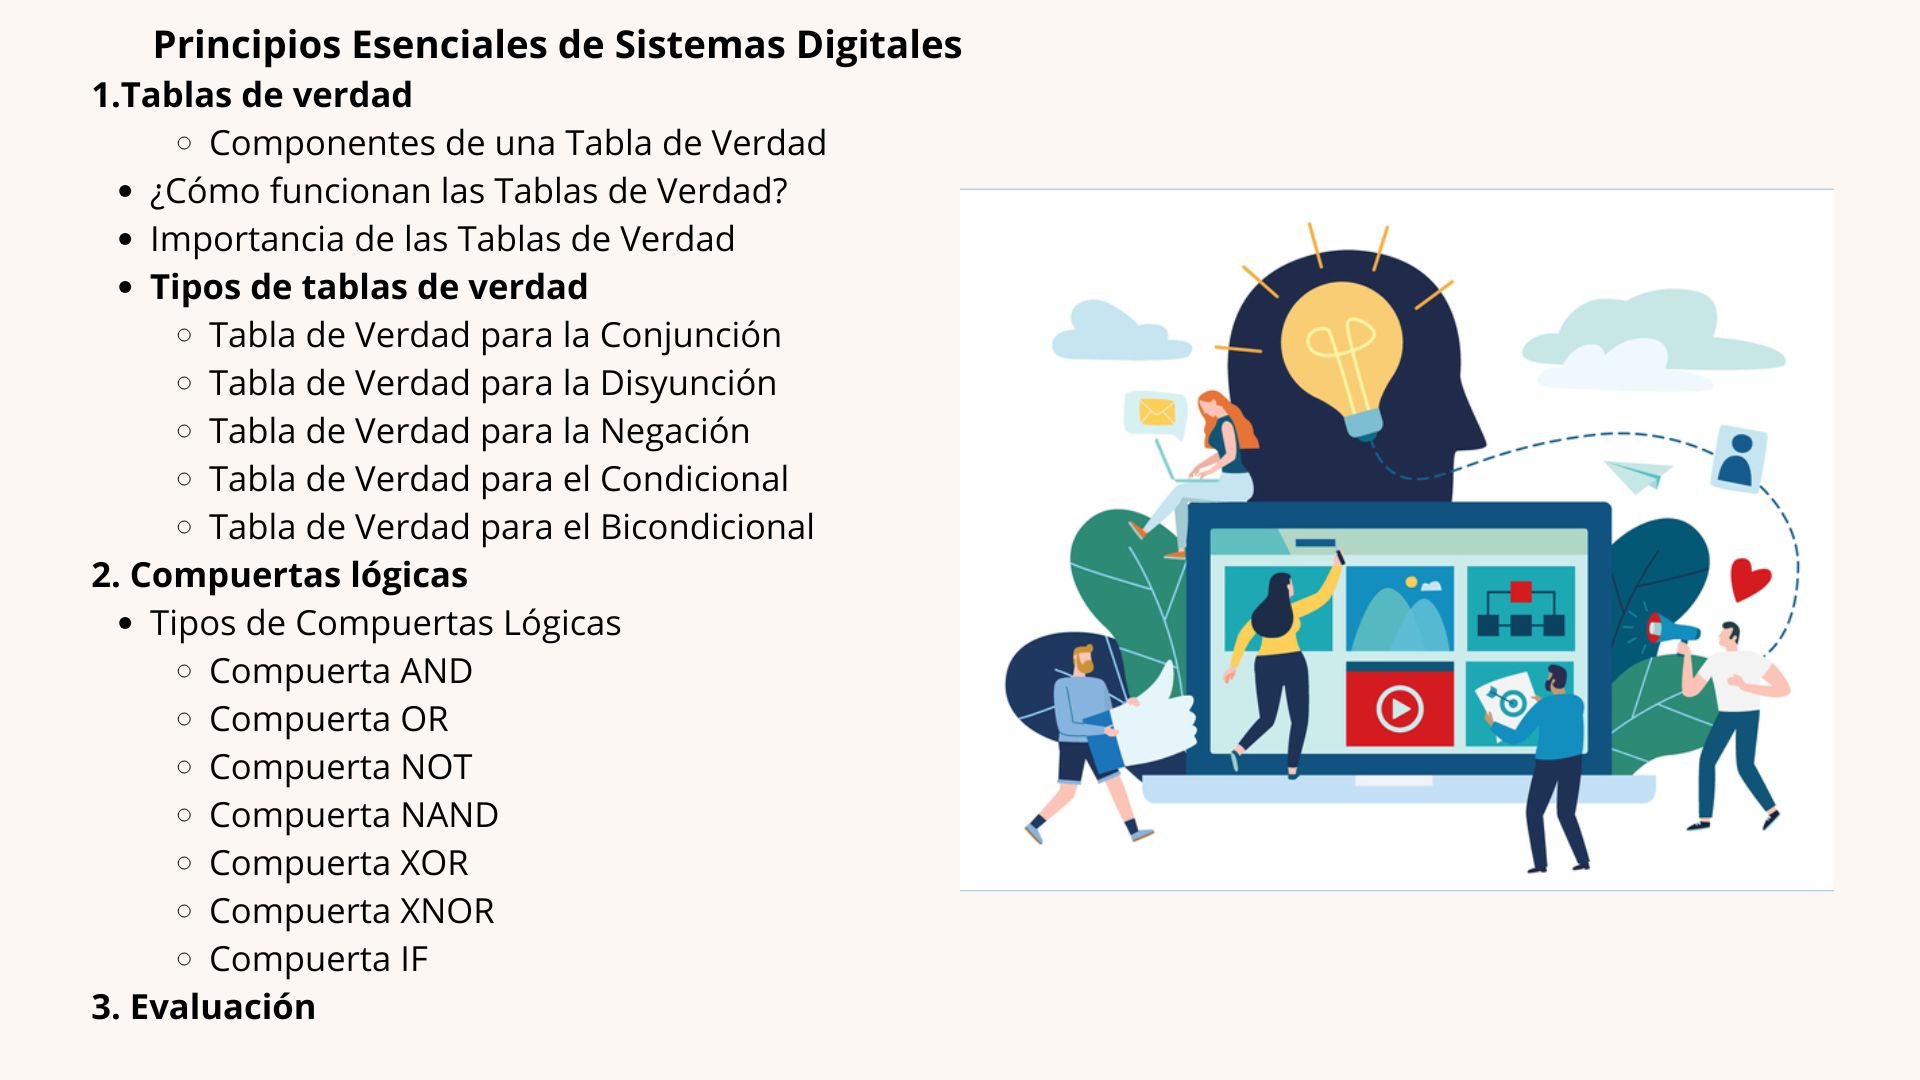 Principios Esenciales de Sistemas Digitales
1.Tablas de verdad
Componentes de una Tabla de Verdad
¿Cómo funcionan las Tablas de Verdad?
Importancia de las Tablas de Verdad
Tipos de tablas de verdad
Tabla de Verdad para la Conjunción
Tabla de Verdad para la Disyunción
Tabla de Verdad para la Negación
Tabla de Verdad para el Condicional
Tabla de Verdad para el Bicondicional
2. Compuertas lógicas
Tipos de Compuertas Lógicas
Compuerta AND
Compuerta OR
Compuerta NOT
Compuerta NAND
Compuerta XOR
Compuerta XNOR
Compuerta IF
3. Evaluación